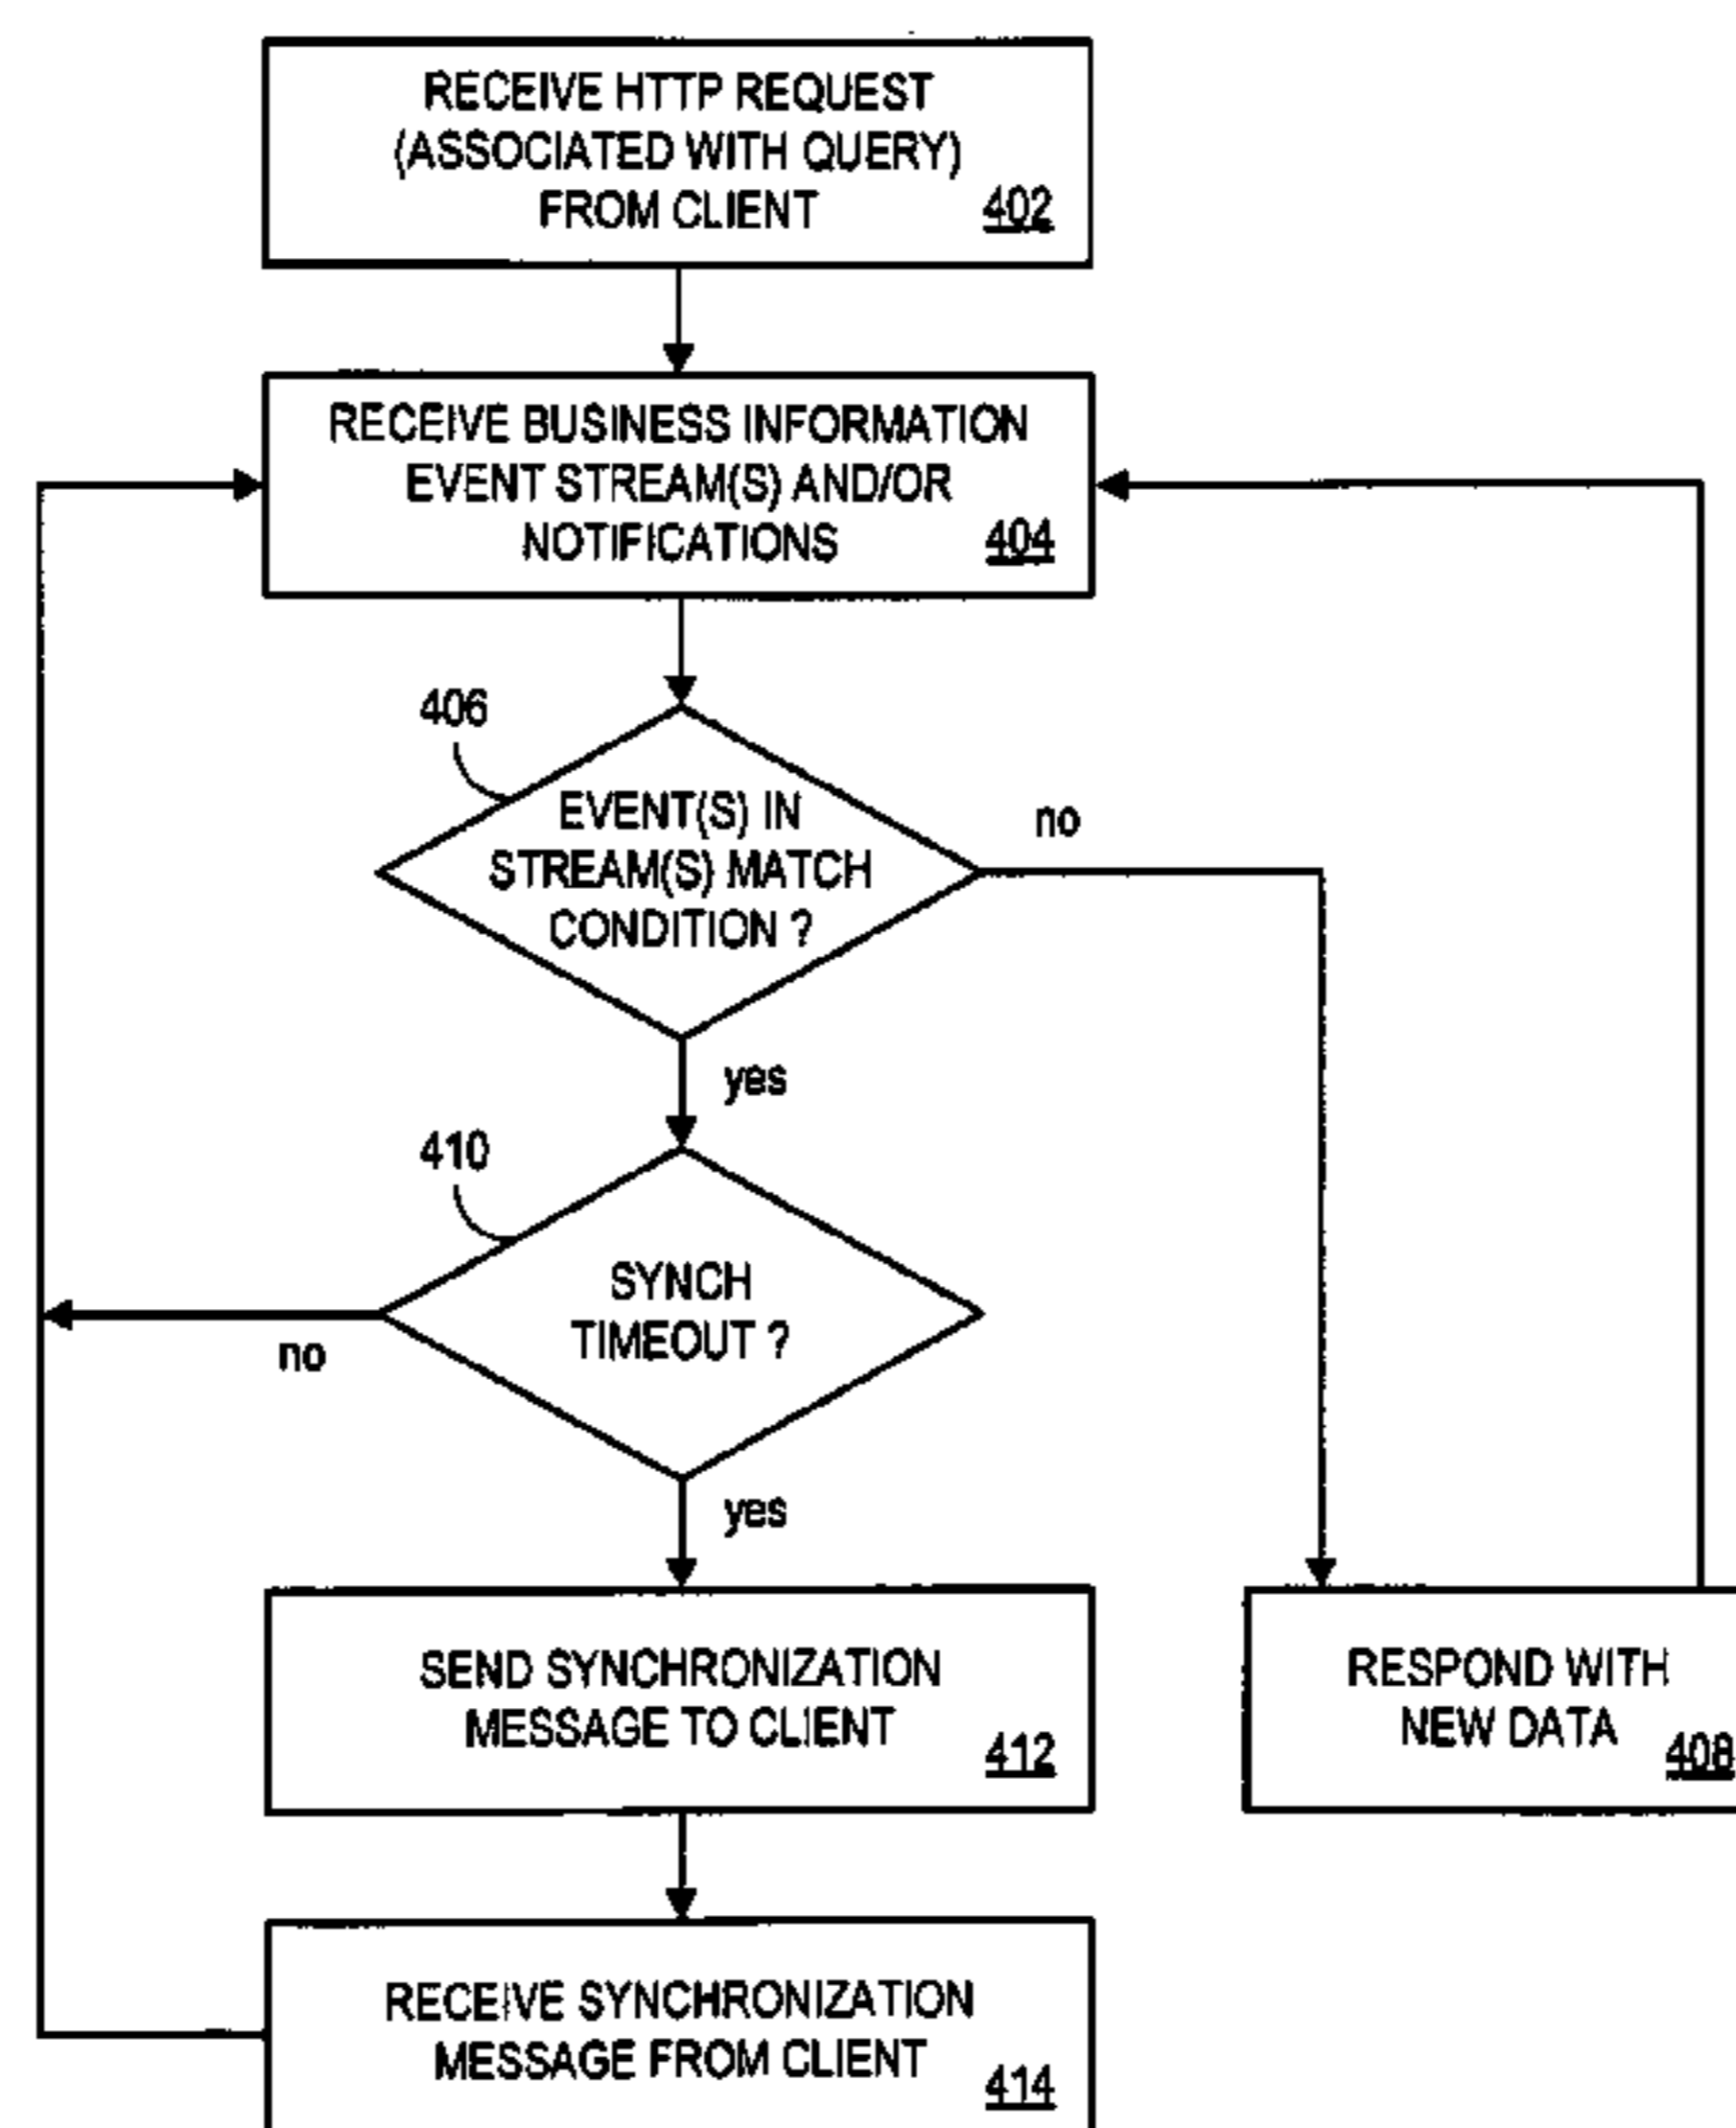 RECEIVE HTTP REQUEST
(ASSOCIATED WITH QUERY)
FROM CLIENT
402
RECEIVE BUSINESS INFORMATION
EVENT STREAM(S) AND/OR
NOTIFICATIONS
404
406
EVENT(S) IN
STREAM(S) MATCH
CONDITION ?
no
yes
410
SYNCH
TIMEOUT ?
no
yes
SEND SYNCHRONIZATION
MESSAGE TO CLIENT
412
RESPOND WITH
NEW DATA
408
RECEIVE SYNCHRONIZATION
MESSAGE FROM CLIENT
414